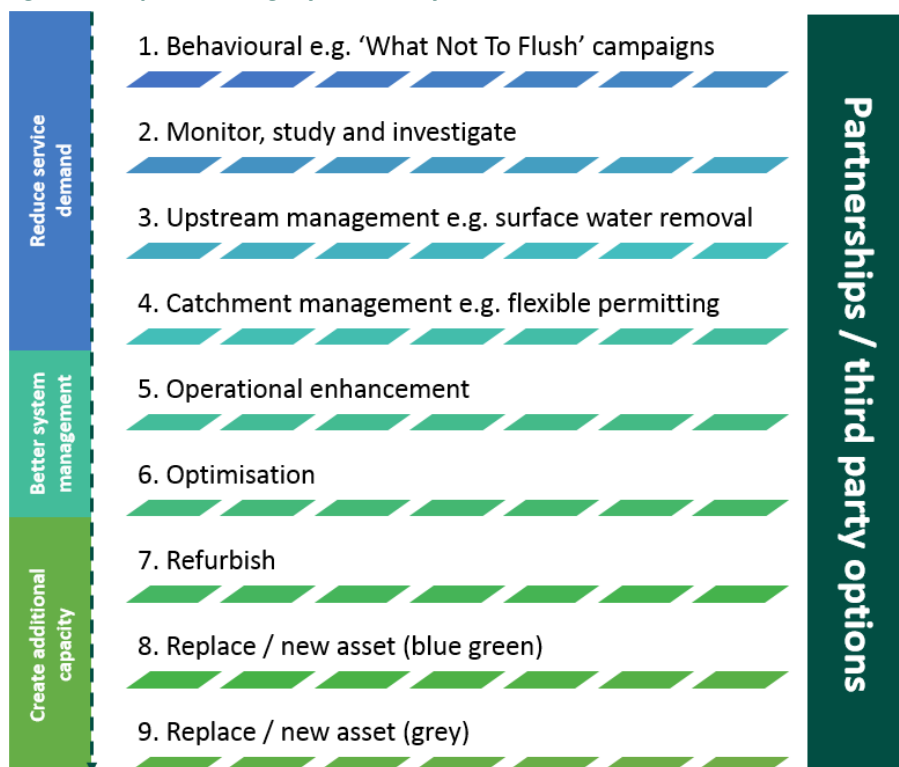 Reduce service
demand
Better system
management
Create additional
capacity
1. Behavioural e.g. ‘What Not To Flush’ campaigns
2. Monitor, study and investigate
3. Upstream management e.g. surface water removal
4. Catchment management e.g. flexible permitting
5. Operational enhancement
6. Optimisation
7. Refurbish
8. Replace / new asset (blue green)
9. Replace / new asset (grey)
Partnerships / third party options